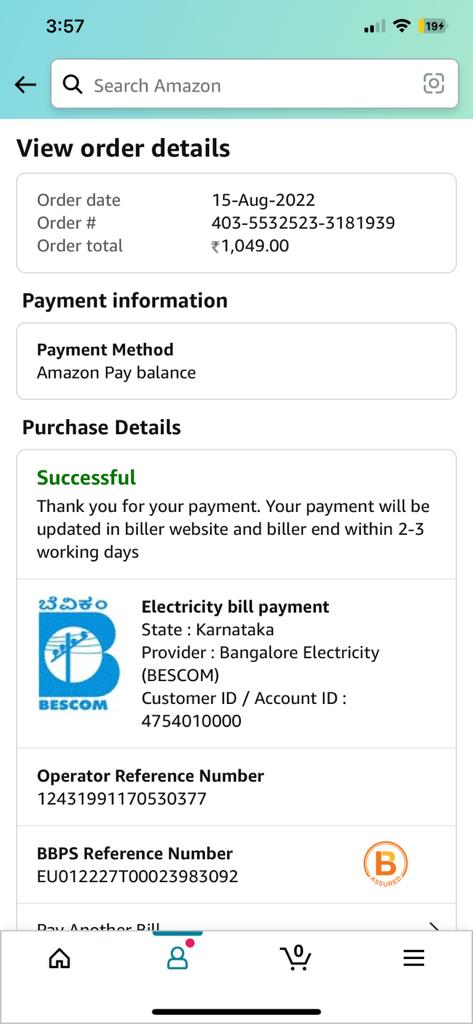 3:57
19
Search Amazon
View order details
Order date 15-Aug-2022
Order # 403-5532523-3181939
Order total ₹1,049.00
Payment information
Payment Method
Amazon Pay balance
Purchase Details
Successful
Thank you for your payment. Your payment will be
updated in biller website and biller end within 2-3
working days
ಬೆವಿಕಂ
B
BESCOM
Electricity bill payment
State : Karnataka
Provider : Bangalore Electricity
(BESCOM)
Customer ID / Account ID :
4754010000
Operator Reference Number
12431991170530377
BBPS Reference Number
EU012227T00023983092
B
ASSURED
Pay Another Bill
0